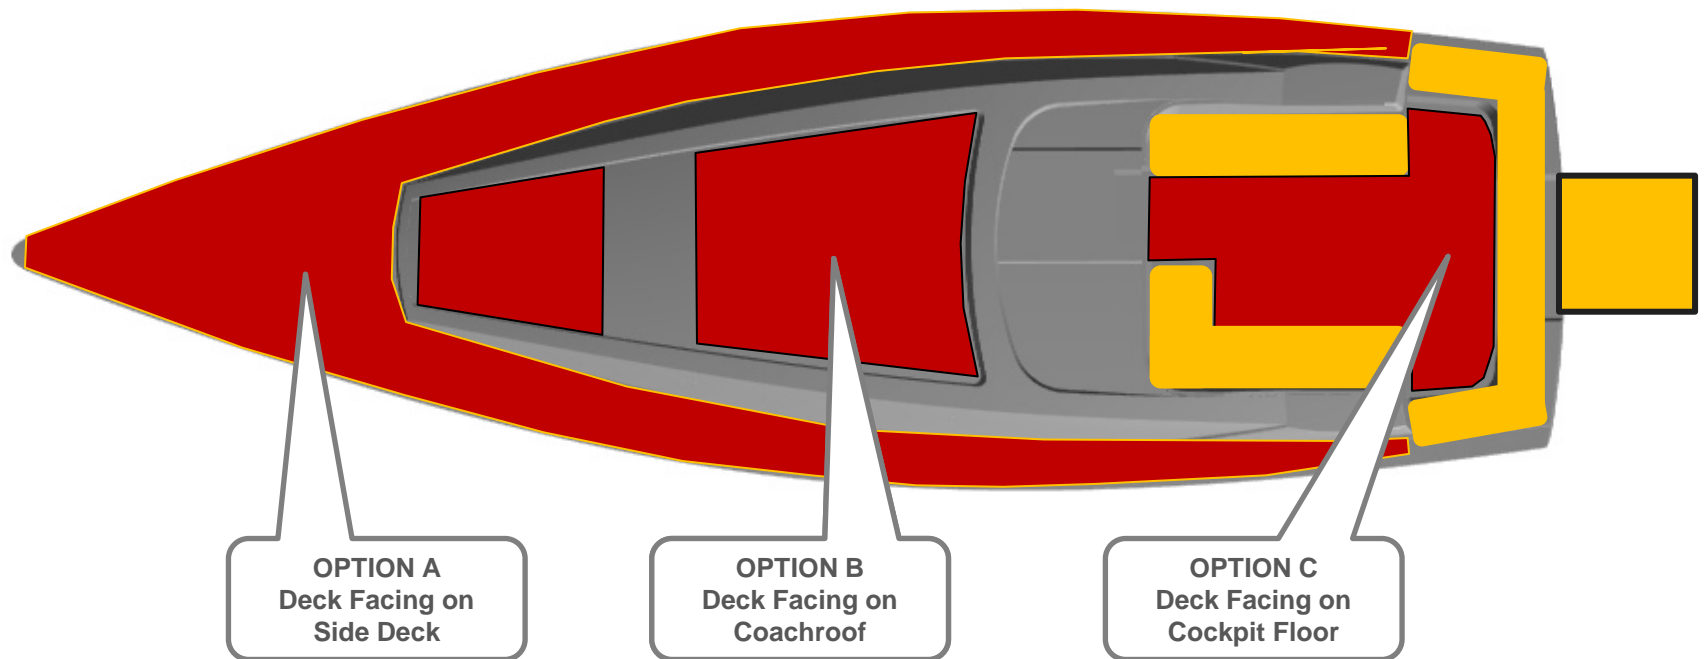 OPTION A
Deck Facing on
Side Deck
OPTION B
Deck Facing on
Coachroof
OPTION C
Deck Facing on
Cockpit Floor